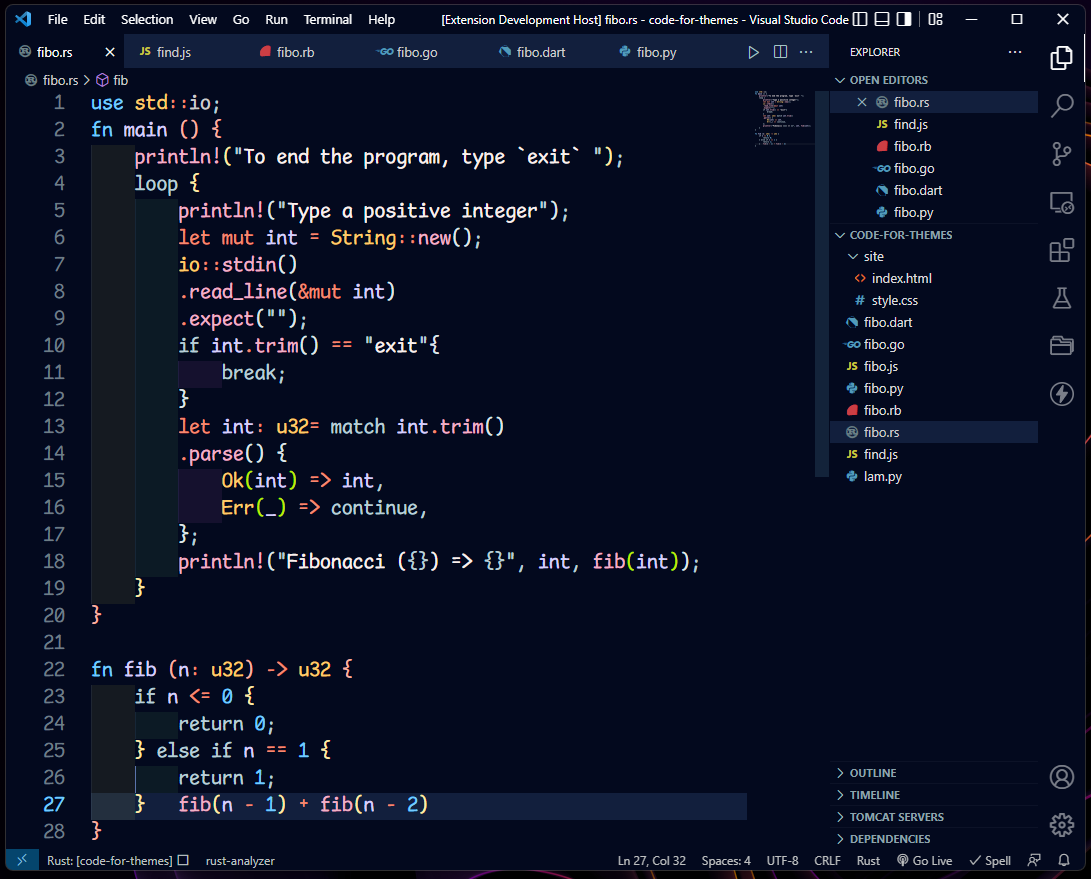 File Edit Selection View Go Run Terminal Help [Extension Development Host] fibo.rs - code-for-themes - Visual Studio Code
fibo.rs JS find.js fibo.rb GO fibo.go fibo.dart fibo.py
fibo.rs > fib
1 use std::io;
2 fn main () {
3 println!("To end the program, type `exit` ");
4 loop {
5 println!("Type a positive integer");
6 let mut int = String::new();
7 io::stdin()
8 .read_line(&mut int)
9 .expect("");
10 if int.trim() == "exit"{
11 break;
12 }
13 let int: u32= match int.trim()
14 .parse() {
15 Ok(int) => int,
16 Err(_) => continue,
17 };
18 println!("Fibonacci ({}) => {}", int, fib(int));
19 }
20 }
21
22 fn fib (n: u32) -> u32 {
23 if n <= 0 {
24 return 0;
25 } else if n == 1 {
26 return 1;
27 } fib(n - 1) + fib(n - 2)
28 }
EXPLORER
OPEN EDITORS
fibo.rs
JS find.js
fibo.rb
GO fibo.go
fibo.dart
fibo.py
CODE-FOR-THEMES
site
<> index.html
# style.css
fibo.dart
GO fibo.go
JS fibo.js
fibo.py
fibo.rb
fibo.rs
JS find.js
lam.py
OUTLINE
TIMELINE
TOMCAT SERVERS
DEPENDENCIES
Rust: [code-for-themes] rust-analyzer Ln 27, Col 32 Spaces: 4 UTF-8 CRLF Rust Go Live Spell